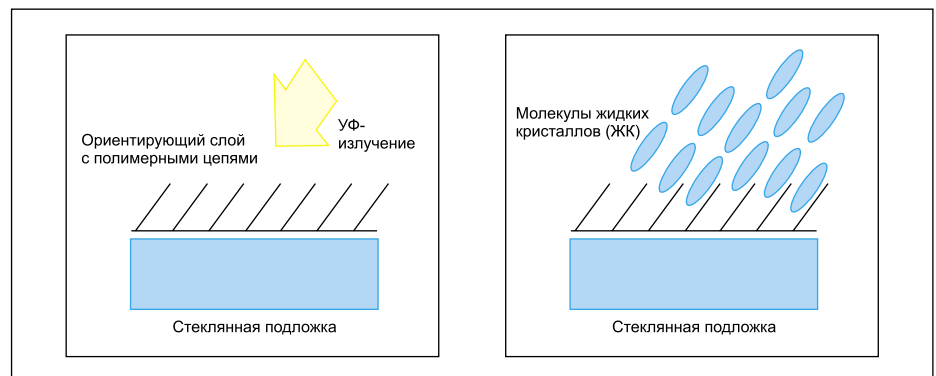 Ориентирующий слой
с полимерными цепями
УФ-
излучение
Стеклянная подложка
Молекулы жидких
кристаллов (ЖК)
Стеклянная подложка